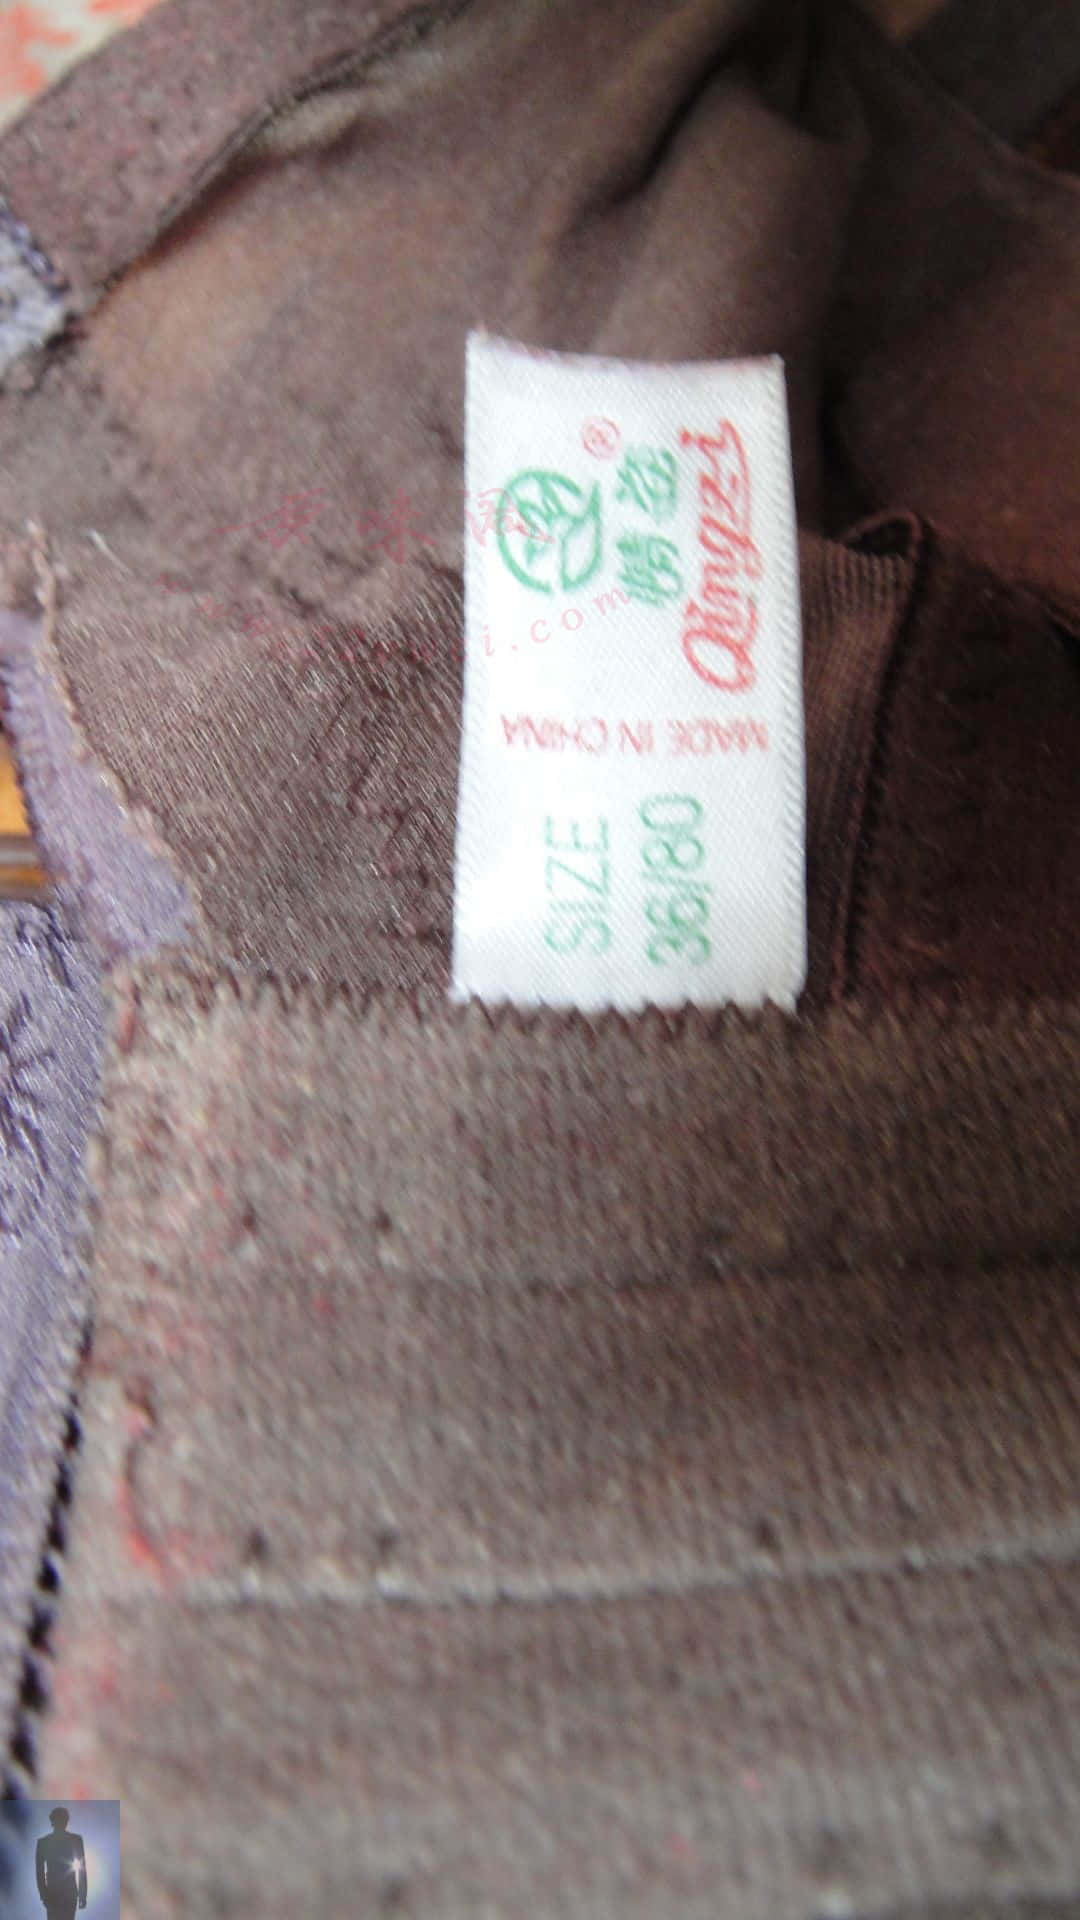 ®
情姿
Qingzi
MADE IN CHINA
SIZE
36/80